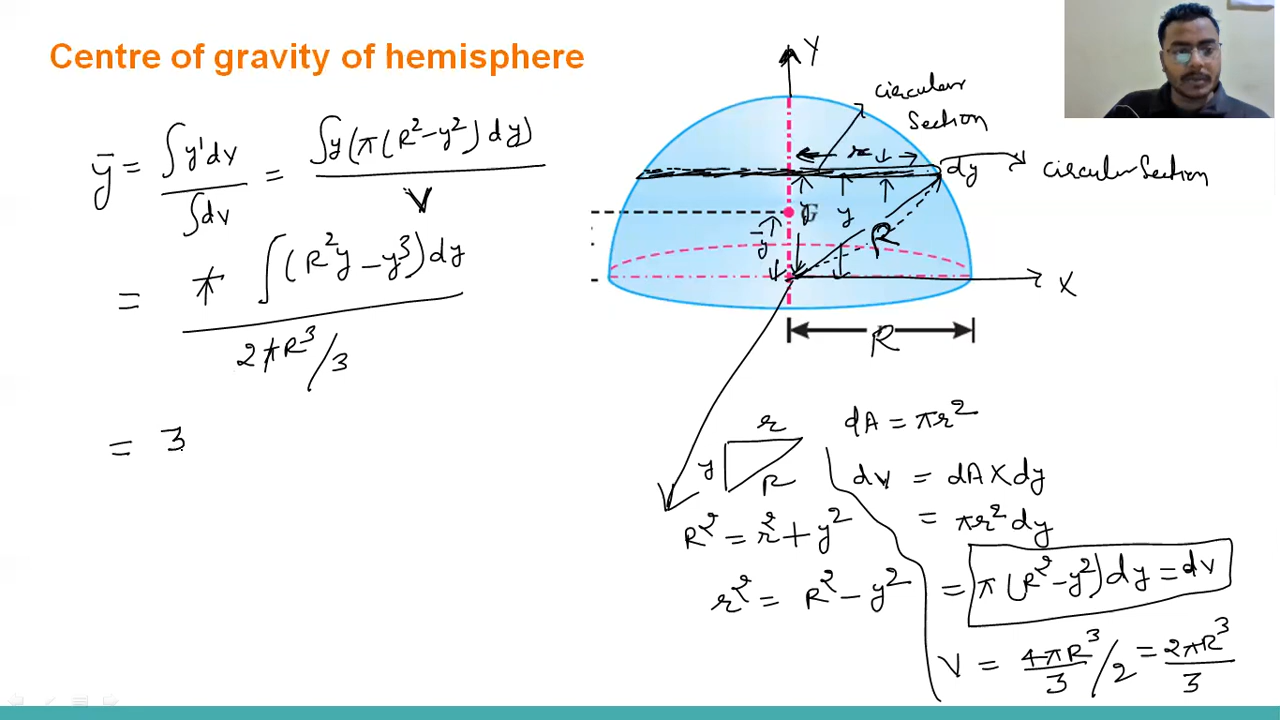 Centre of gravity of hemisphere
ȳ = ∫y'dv / ∫dv = ∫y(π(R²-y²)dy) / V
= π ∫(R²y-y³)dy / 2πR³/3
= 3
Y
circular
Section
r
dy
circular Section
y
y
G
ȳ
R
X
R
r
y
R
R² = r²+y²
r² = R²-y²
dA = πr²
dv = dA×dy
= πr²dy
= π(R²-y²)dy = dv
V = 4πR³/3 /2 = 2πR³/3